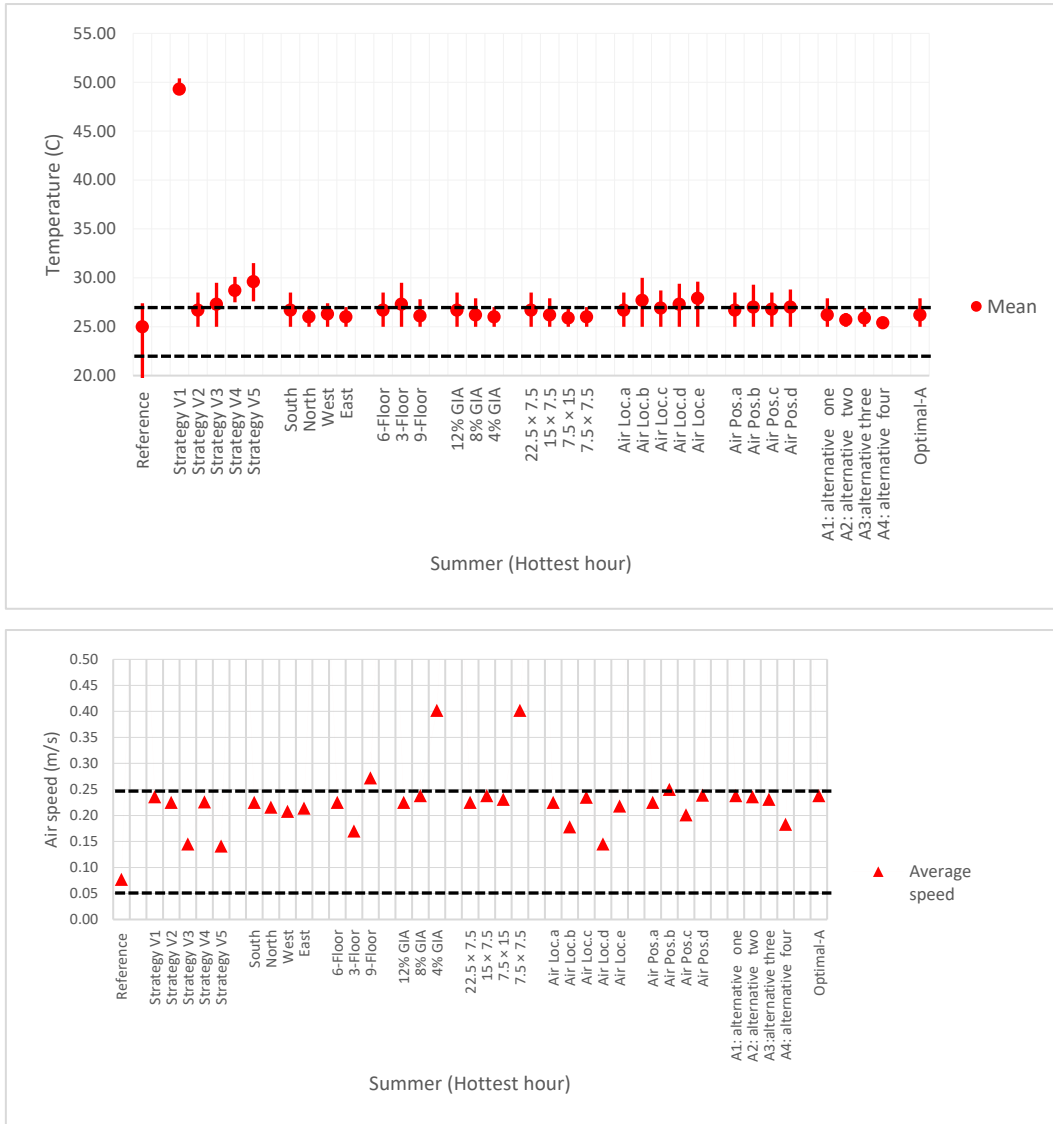 55.00
50.00
45.00
40.00
35.00
30.00
25.00
20.00
Temperature (C)
Reference
Strategy V1
Strategy V2
Strategy V3
Strategy V4
Strategy V5
South
North
West
East
6-Floor
3-Floor
9-Floor
12% GIA
8% GIA
4% GIA
22.5 × 7.5
15 × 7.5
7.5 × 15
7.5 × 7.5
Air Loc.a
Air Loc.b
Air Loc.c
Air Loc.d
Air Loc.e
Air Pos.a
Air Pos.b
Air Pos.c
Air Pos.d
A1: alternative one
A2: alternative two
A3:alternative three
A4: alternative four
Optimal-A
Summer (Hottest hour)
Mean
0.50
0.45
0.40
0.35
0.30
0.25
0.20
0.15
0.10
0.05
0.00
Air speed (m/s)
Reference
Strategy V1
Strategy V2
Strategy V3
Strategy V4
Strategy V5
South
North
West
East
6-Floor
3-Floor
9-Floor
12% GIA
8% GIA
4% GIA
22.5 × 7.5
15 × 7.5
7.5 × 15
7.5 × 7.5
Air Loc.a
Air Loc.b
Air Loc.c
Air Loc.d
Air Loc.e
Air Pos.a
Air Pos.b
Air Pos.c
Air Pos.d
A1: alternative one
A2: alternative two
A3:alternative three
A4: alternative four
Optimal-A
Summer (Hottest hour)
Average
speed